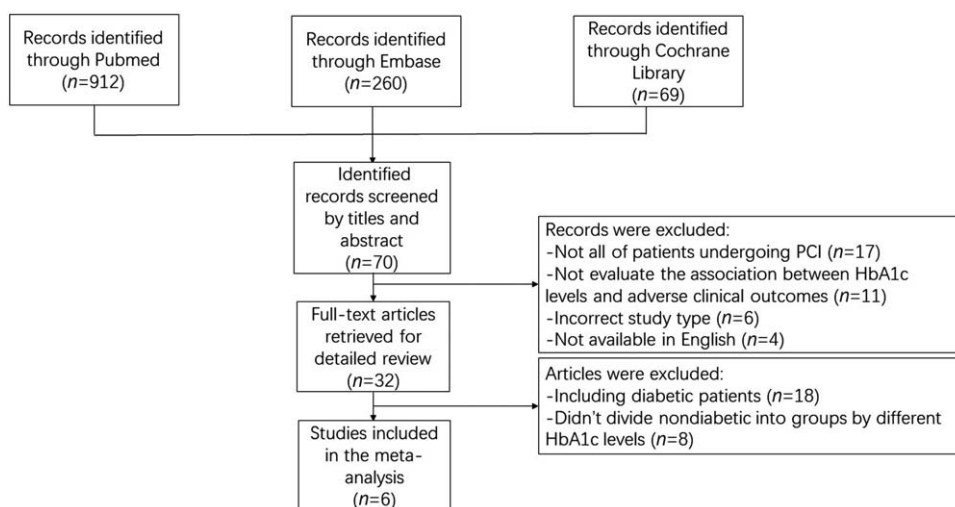 Records identified
through Pubmed
(n=912)
Records identified
through Embase
(n=260)
Records identified
through Cochrane
Library
(n=69)
Identified
records screened
by titles and
abstract
(n=70)
Records were excluded:
-Not all of patients undergoing PCI (n=17)
-Not evaluate the association between HbA1c
levels and adverse clinical outcomes (n=11)
-Incorrect study type (n=6)
-Not available in English (n=4)
Full-text articles
retrieved for
detailed review
(n=32)
Articles were excluded:
-Including diabetic patients (n=18)
-Didn't divide nondiabetic into groups by different
HbA1c levels (n=8)
Studies included
in the meta-
analysis
(n=6)